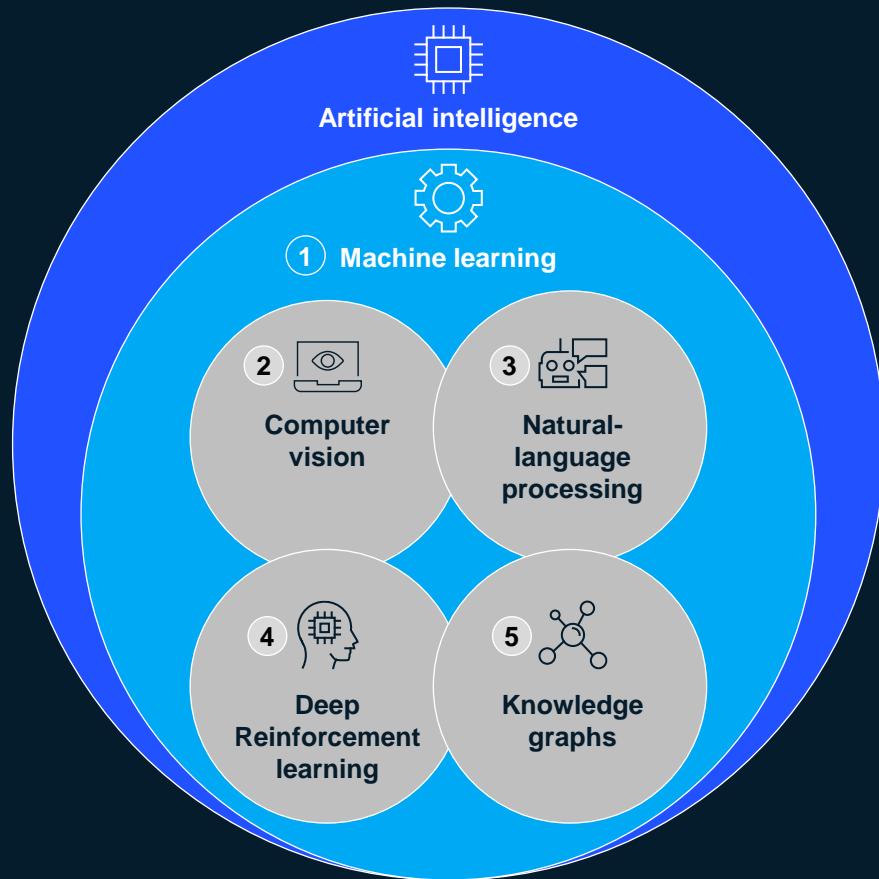 Artificial intelligence
1 Machine learning
2
Computer
vision
3
Natural-
language
processing
4
Deep
Reinforcement
learning
5
Knowledge
graphs